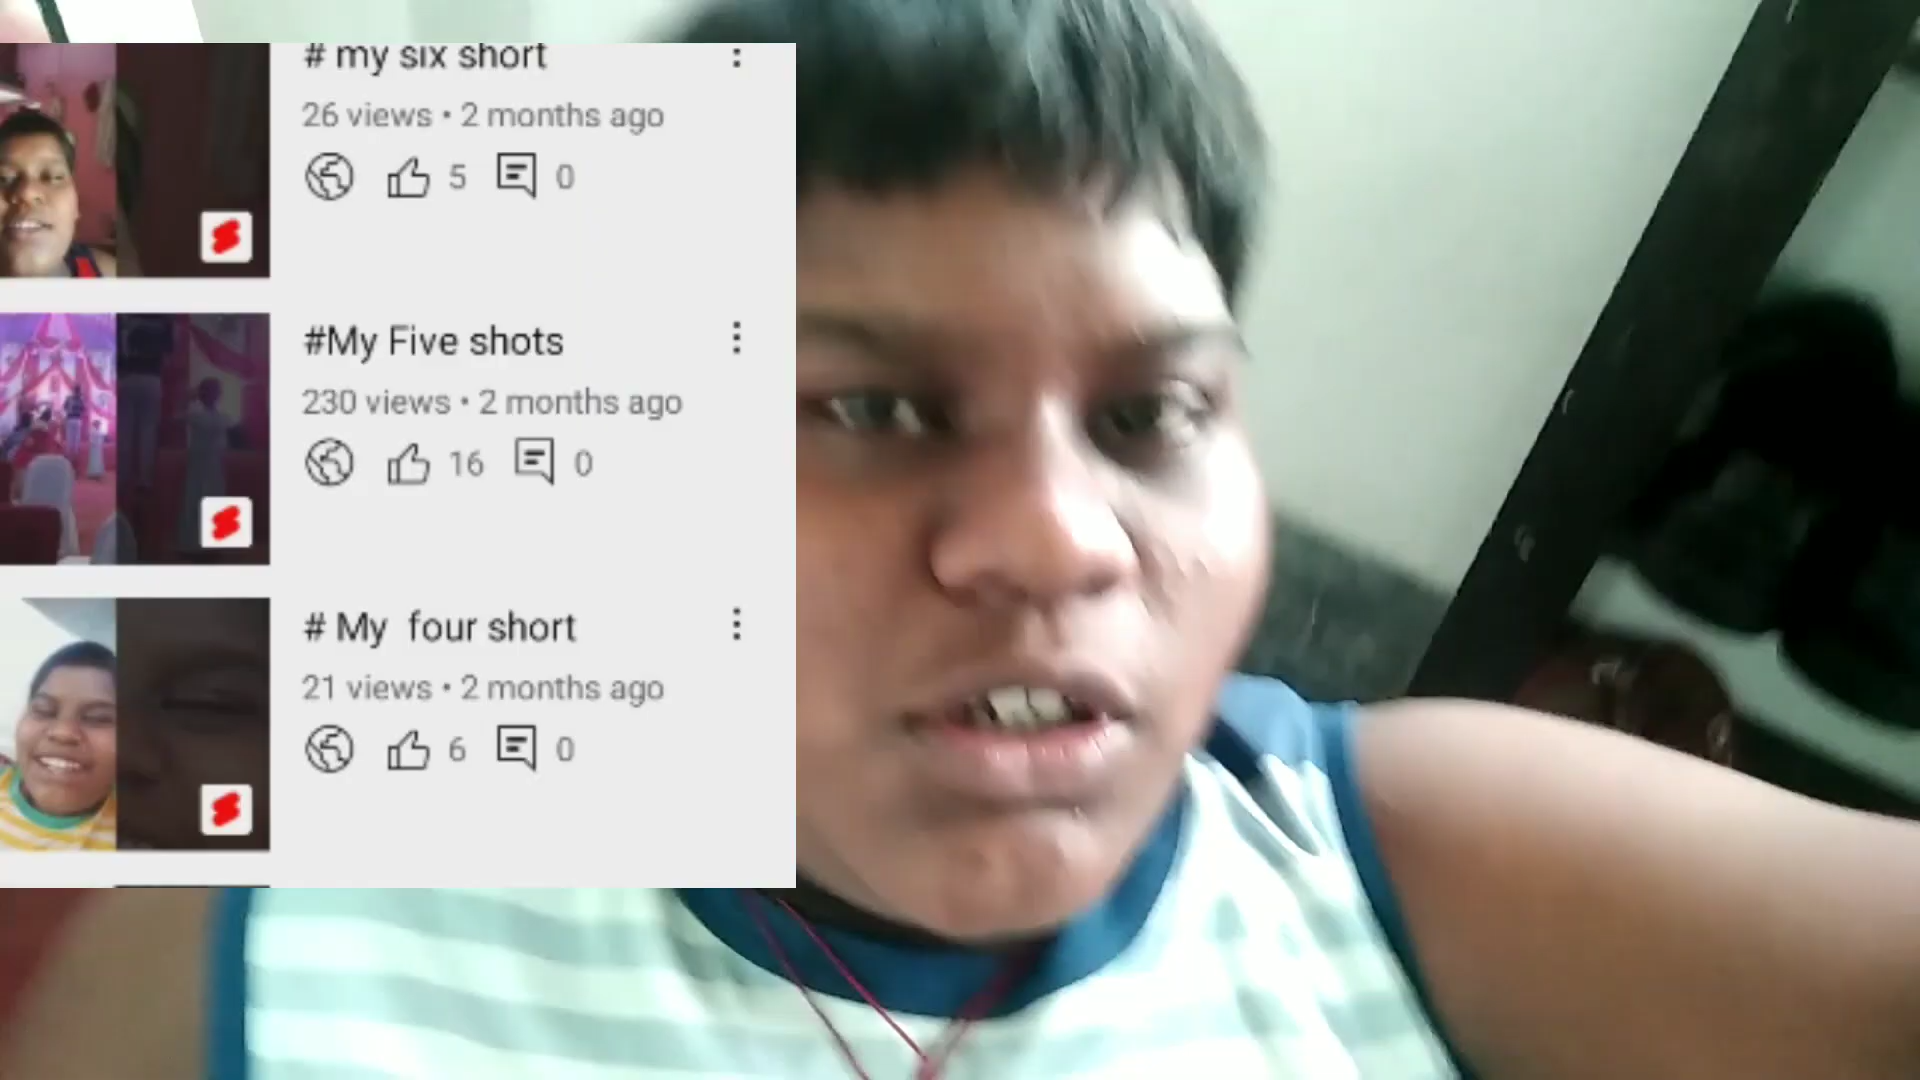 # my six short
26 views • 2 months ago
5 0
#My Five shots
230 views • 2 months ago
16 0
# My  four short
21 views • 2 months ago
6 0